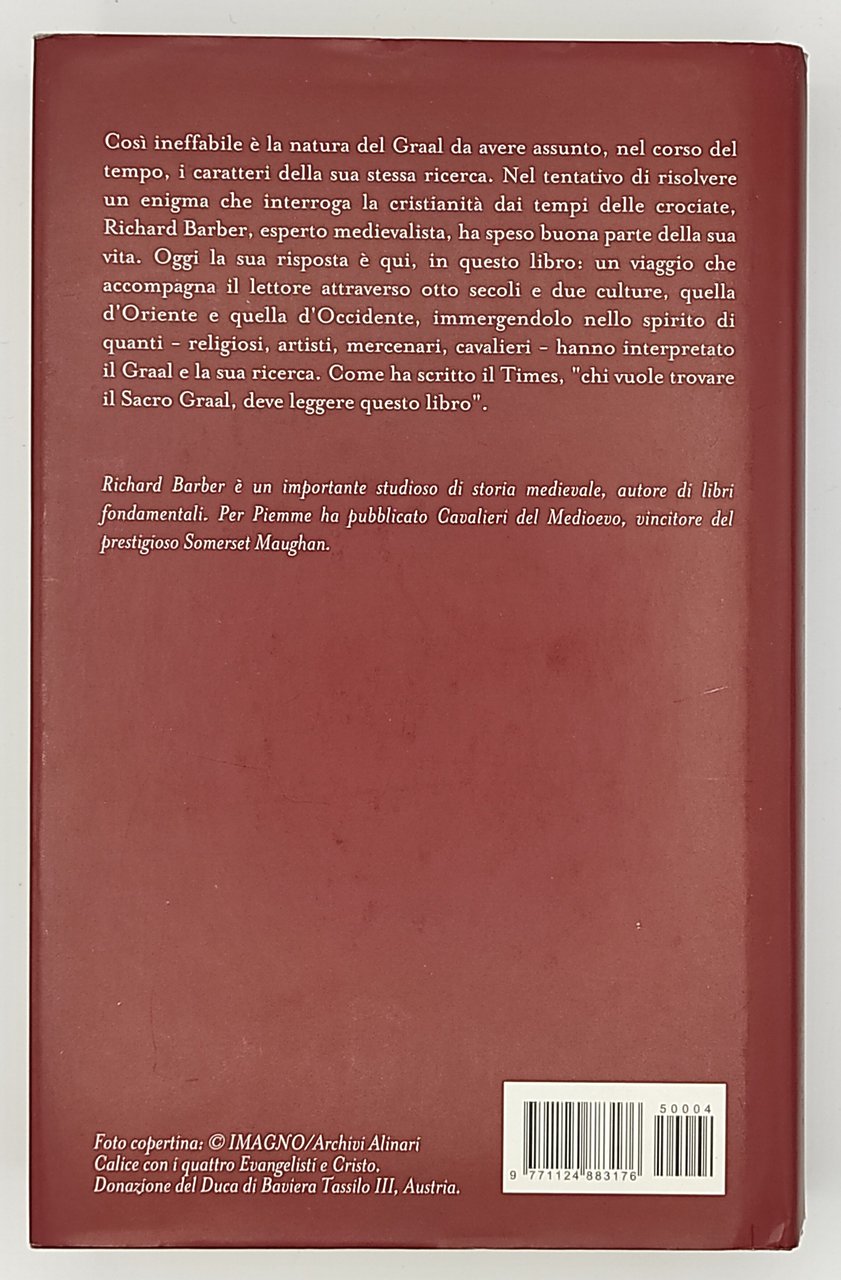 Così ineffabile è la natura del Graal da avere assunto, nel corso del
tempo, i caratteri della sua stessa ricerca. Nel tentativo di risolvere
un enigma che interroga la cristianità dai tempi delle crociate,
Richard Barber, esperto medievalista, ha speso buona parte della sua
vita. Oggi la sua risposta è qui, in questo libro: un viaggio che
accompagna il lettore attraverso otto secoli e due culture, quella
d'Oriente e quella d'Occidente, immergendolo nello spirito di
quanti – religiosi, artisti, mercenari, cavalieri – hanno interpretato
il Graal e la sua ricerca. Come ha scritto il Times, "chi vuole trovare
il Sacro Graal, deve leggere questo libro".
Richard Barber è un importante studioso di storia medievale, autore di libri
fondamentali. Per Piemme ha pubblicato Cavalieri del Medioevo, vincitore del
prestigioso Somerset Maughan.
Foto copertina: © IMAGNO/Archivi Alinari
Calice con i quattro Evangelisti e Cristo.
Donazione del Duca di Baviera Tassilo III, Austria.
50004
9 771124 883176